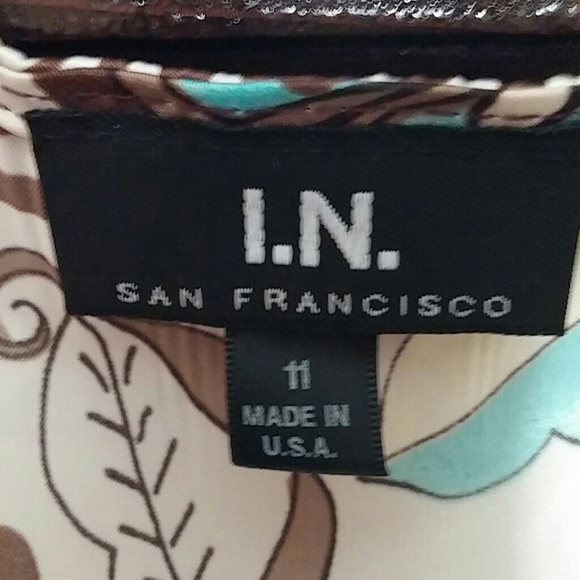 I.N.
SAN FRANCISCO
11
MADE IN
U.S.A.